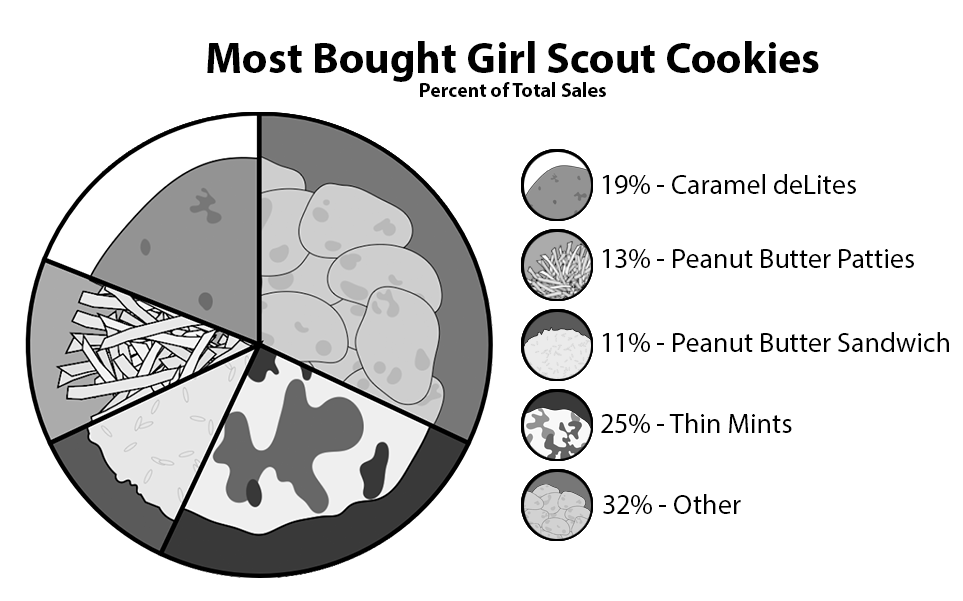 Most Bought Girl Scout Cookies
Percent of Total Sales
19% - Caramel deLites
13% - Peanut Butter Patties
11% - Peanut Butter Sandwich
25% - Thin Mints
32% - Other